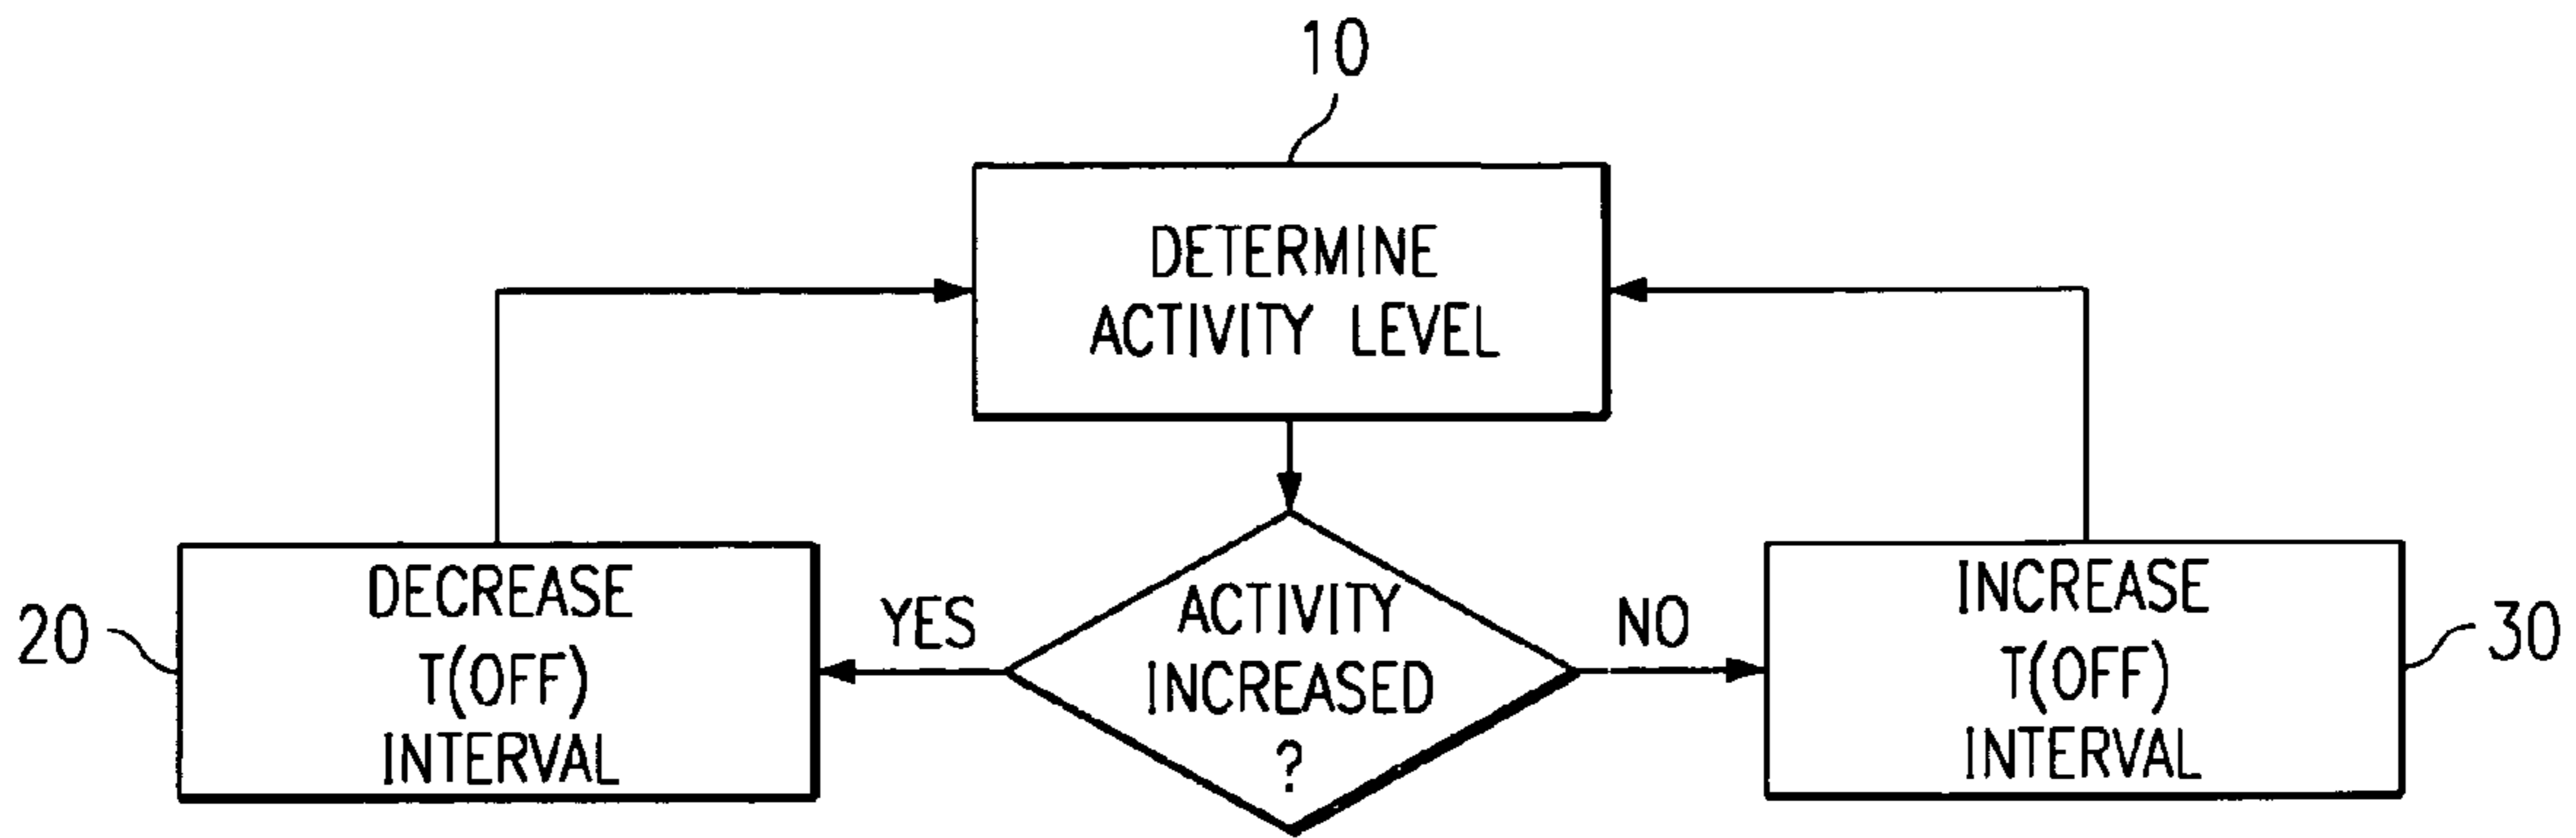 10
DETERMINE
ACTIVITY LEVEL
20
DECREASE
T(OFF)
INTERVAL
YES
ACTIVITY
INCREASED
?
NO
INCREASE
T(OFF)
INTERVAL
30